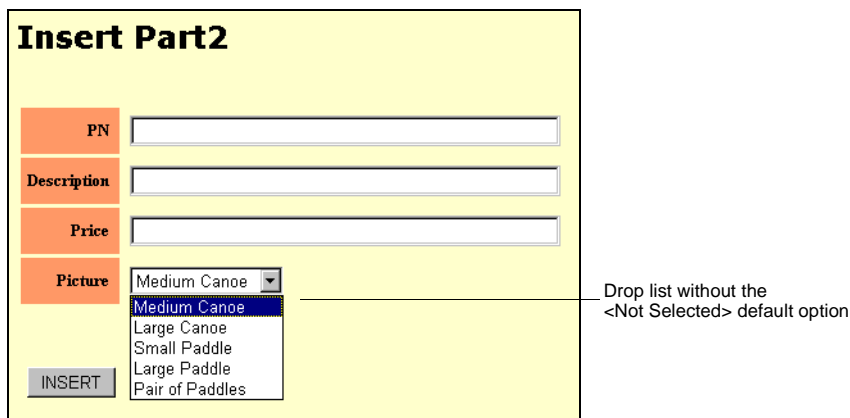 Insert Part2
PN
Description
Price
Picture
Medium Canoe
Medium Canoe
Large Canoe
Small Paddle
Large Paddle
Pair of Paddles
INSERT
Drop list without the
<Not Selected> default option